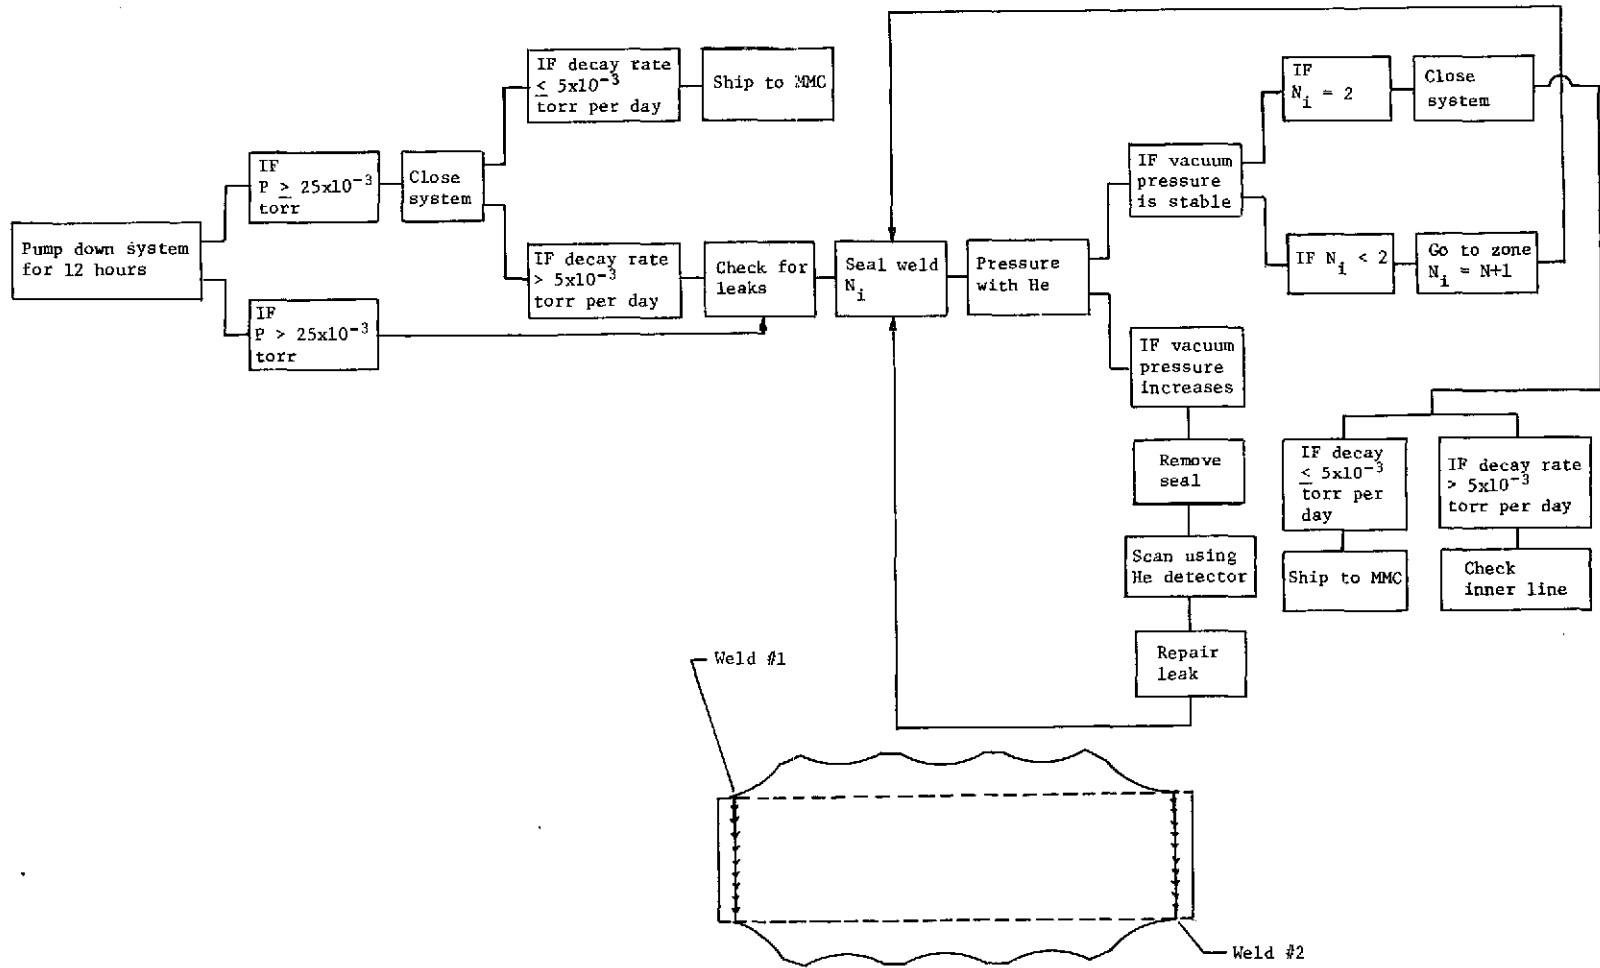 Pump down system
for 12 hours
IF
P ≥ 25x10⁻³
torr
IF
P > 25x10⁻³
torr
Close
system
IF decay rate
≤ 5x10⁻³
torr per day
Ship to MMC
IF decay rate
> 5x10⁻³
torr per day
Check for
leaks
Seal weld
N_i
Pressure
with He
IF vacuum
pressure
is stable
IF
N_i = 2
Close
system
IF N_i < 2
Go to zone
N_i = N+1
IF vacuum
pressure
increases
Remove
seal
Scan using
He detector
Repair
leak
IF decay
≤ 5x10⁻³
torr per
day
Ship to MMC
IF decay rate
> 5x10⁻³
torr per day
Check
inner line
Weld #1
Weld #2